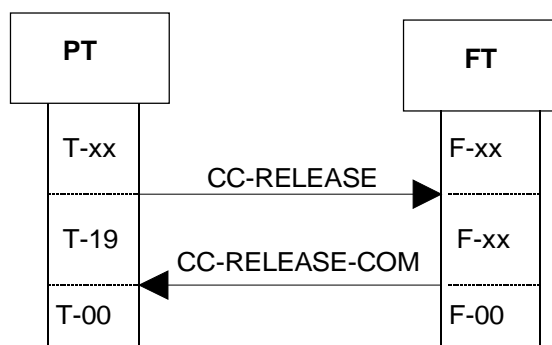 PT
FT
T-xx
F-xx
CC-RELEASE
T-19
F-xx
CC-RELEASE-COM
T-00
F-00